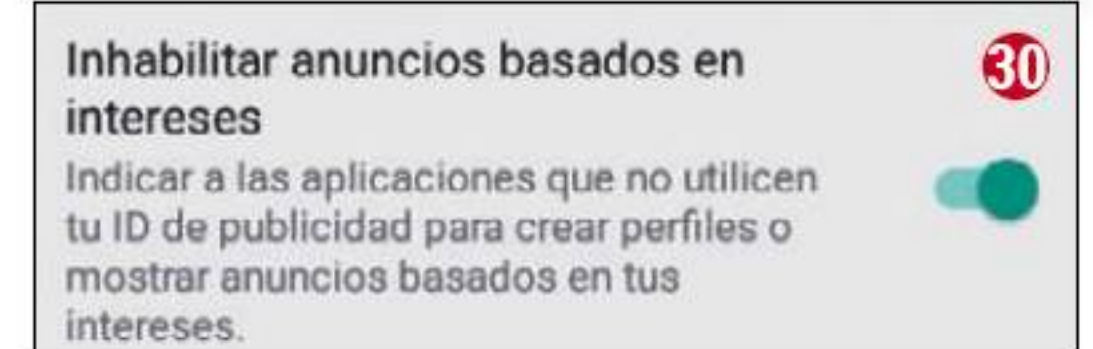 Inhabilitar anuncios basados en
30
intereses
Indicar a las aplicaciones que no utilicen
tu ID de publicidad para crear perfiles o
mostrar anuncios basados en tus
intereses.